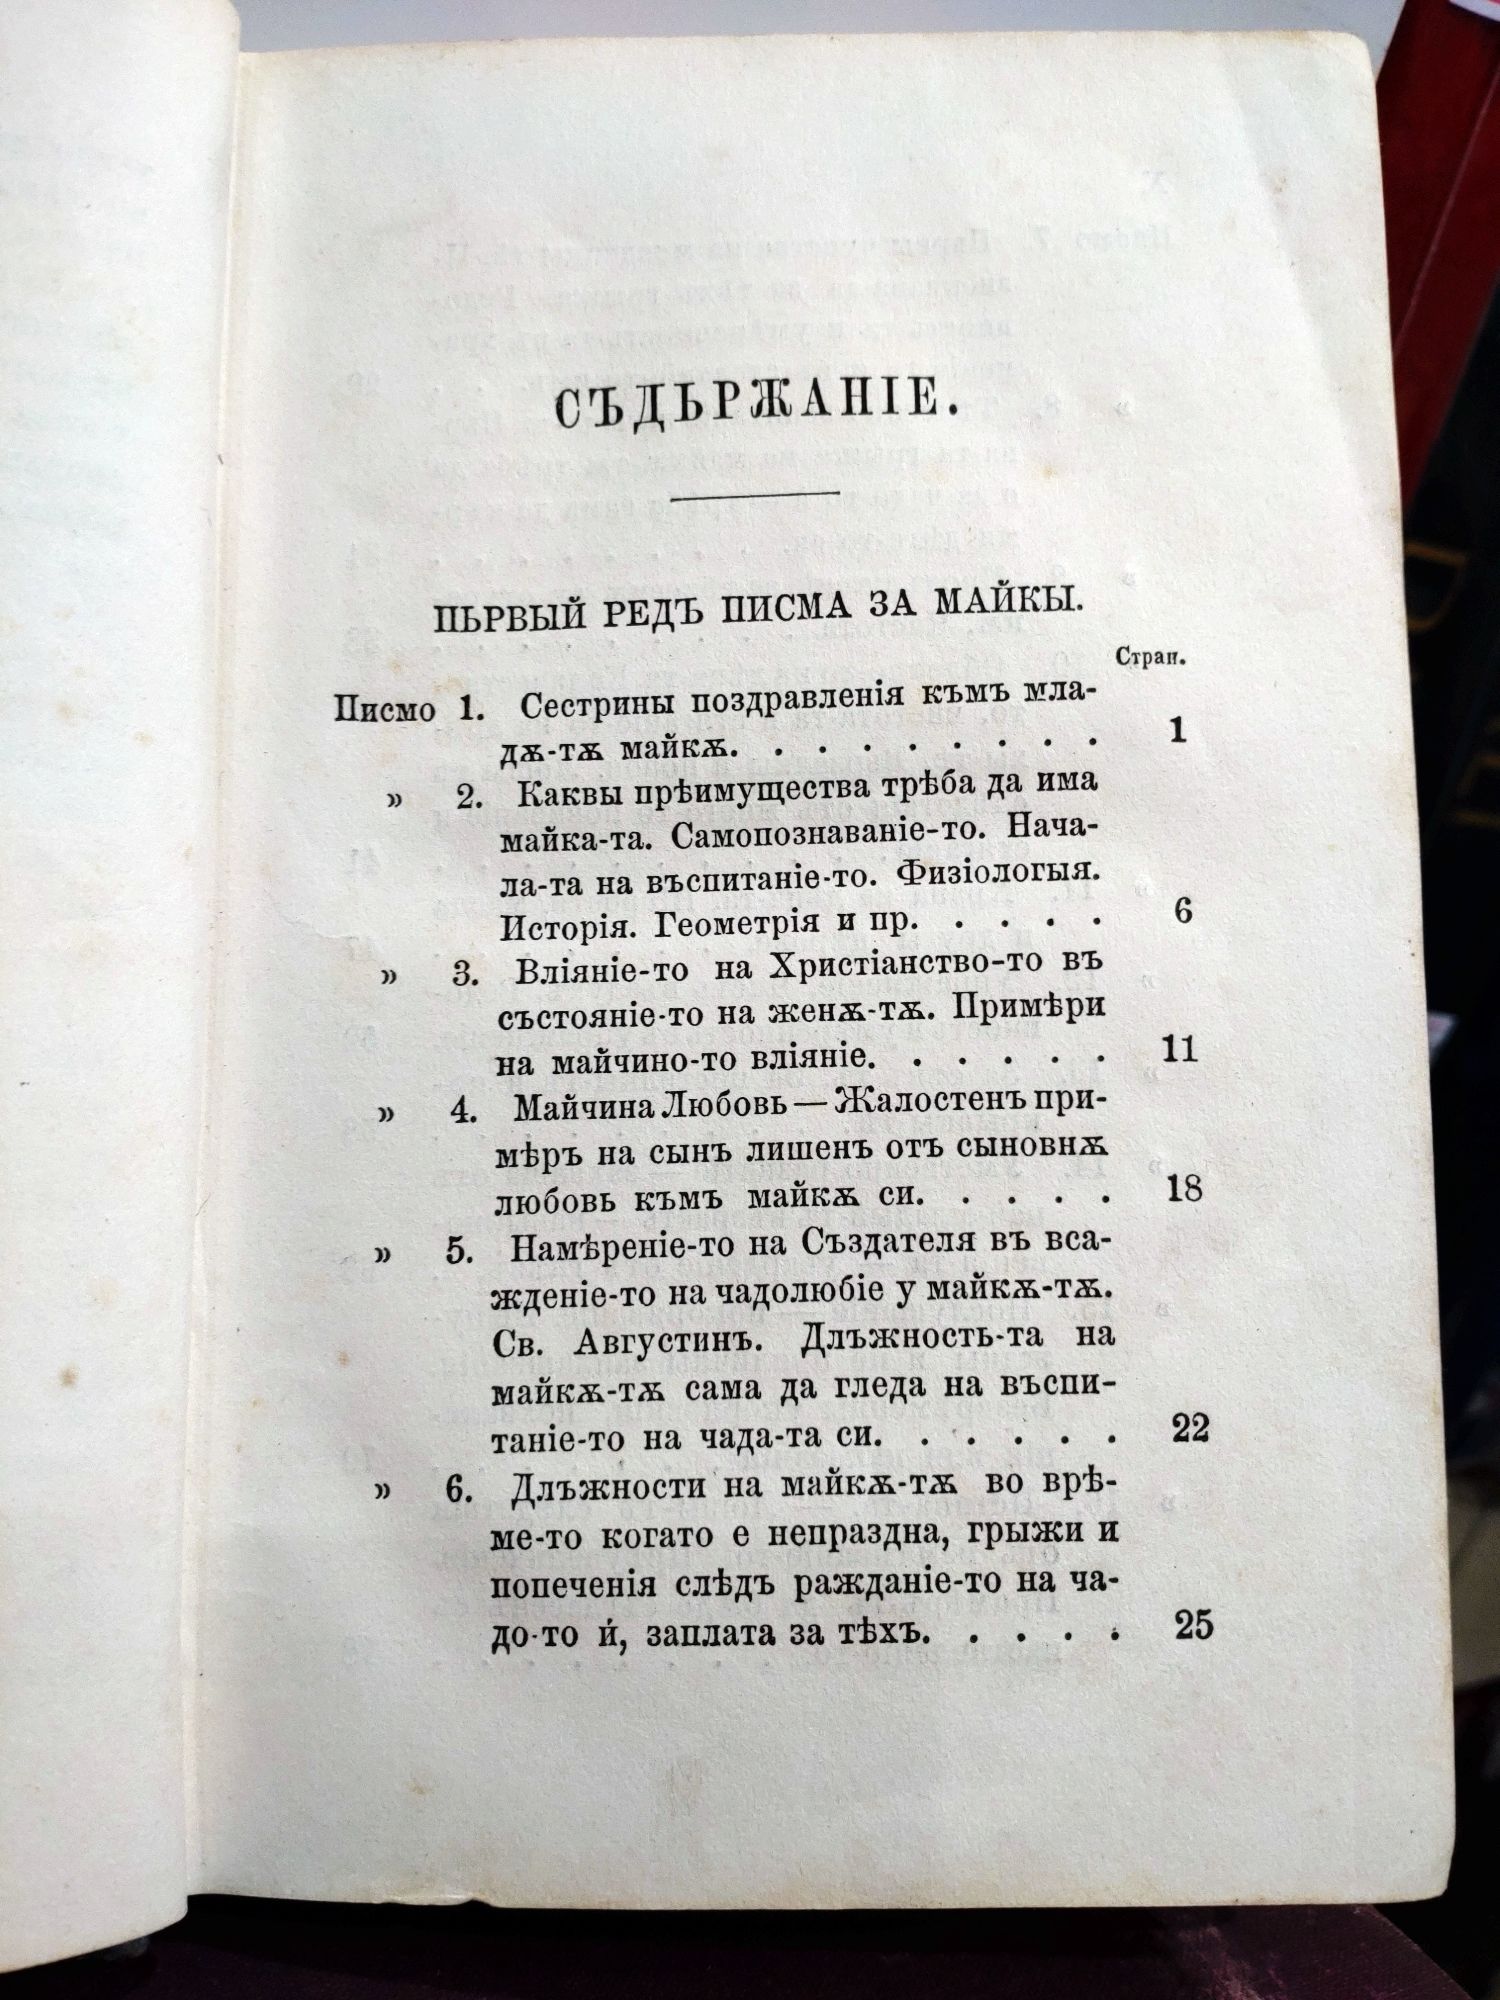 СЪДЬРЖАНІЕ.
ПЬРВЫЙ РЕДЪ ПИСМА ЗА МАЙКЫ.
Стран.
Писмо 1. Сестрины поздравленія къмъ мла-
дѫ-тѫ майкѫ. . . . . . . . . 1
» 2. Каквы прѣимущества трѣба да има
майка-та. Самопознаваніе-то. Нача-
ла-та на въспитаніе-то. Физіологыя.
Исторія. Геометрія и пр. . . . . 6
» 3. Вліяніе-то на Христіанство-то въ
състояніе-то на женѫ-тѫ. Примѣри
на майчино-то вліяніе. . . . . . 11
» 4. Майчина Любовь — Жалостенъ при-
мѣръ на сынъ лишенъ отъ сыновнѫ
любовь къмъ майкѫ си. . . . . 18
» 5. Намѣреніе-то на Създателя въ вса-
жденіе-то на чадолюбіе у майкѫ-тѫ.
Св. Августинъ. Длъжность-та на
майкѫ-тѫ сама да гледа на въспи-
таніе-то на чада-та си. . . . . . 22
» 6. Длъжности на майкѫ-тѫ во врѣ-
ме-то когато е непраздна, грыжи и
попеченія слѣдъ ражданіе-то на ча-
до-то ѝ, заплата за тѣхъ. . . . . 25